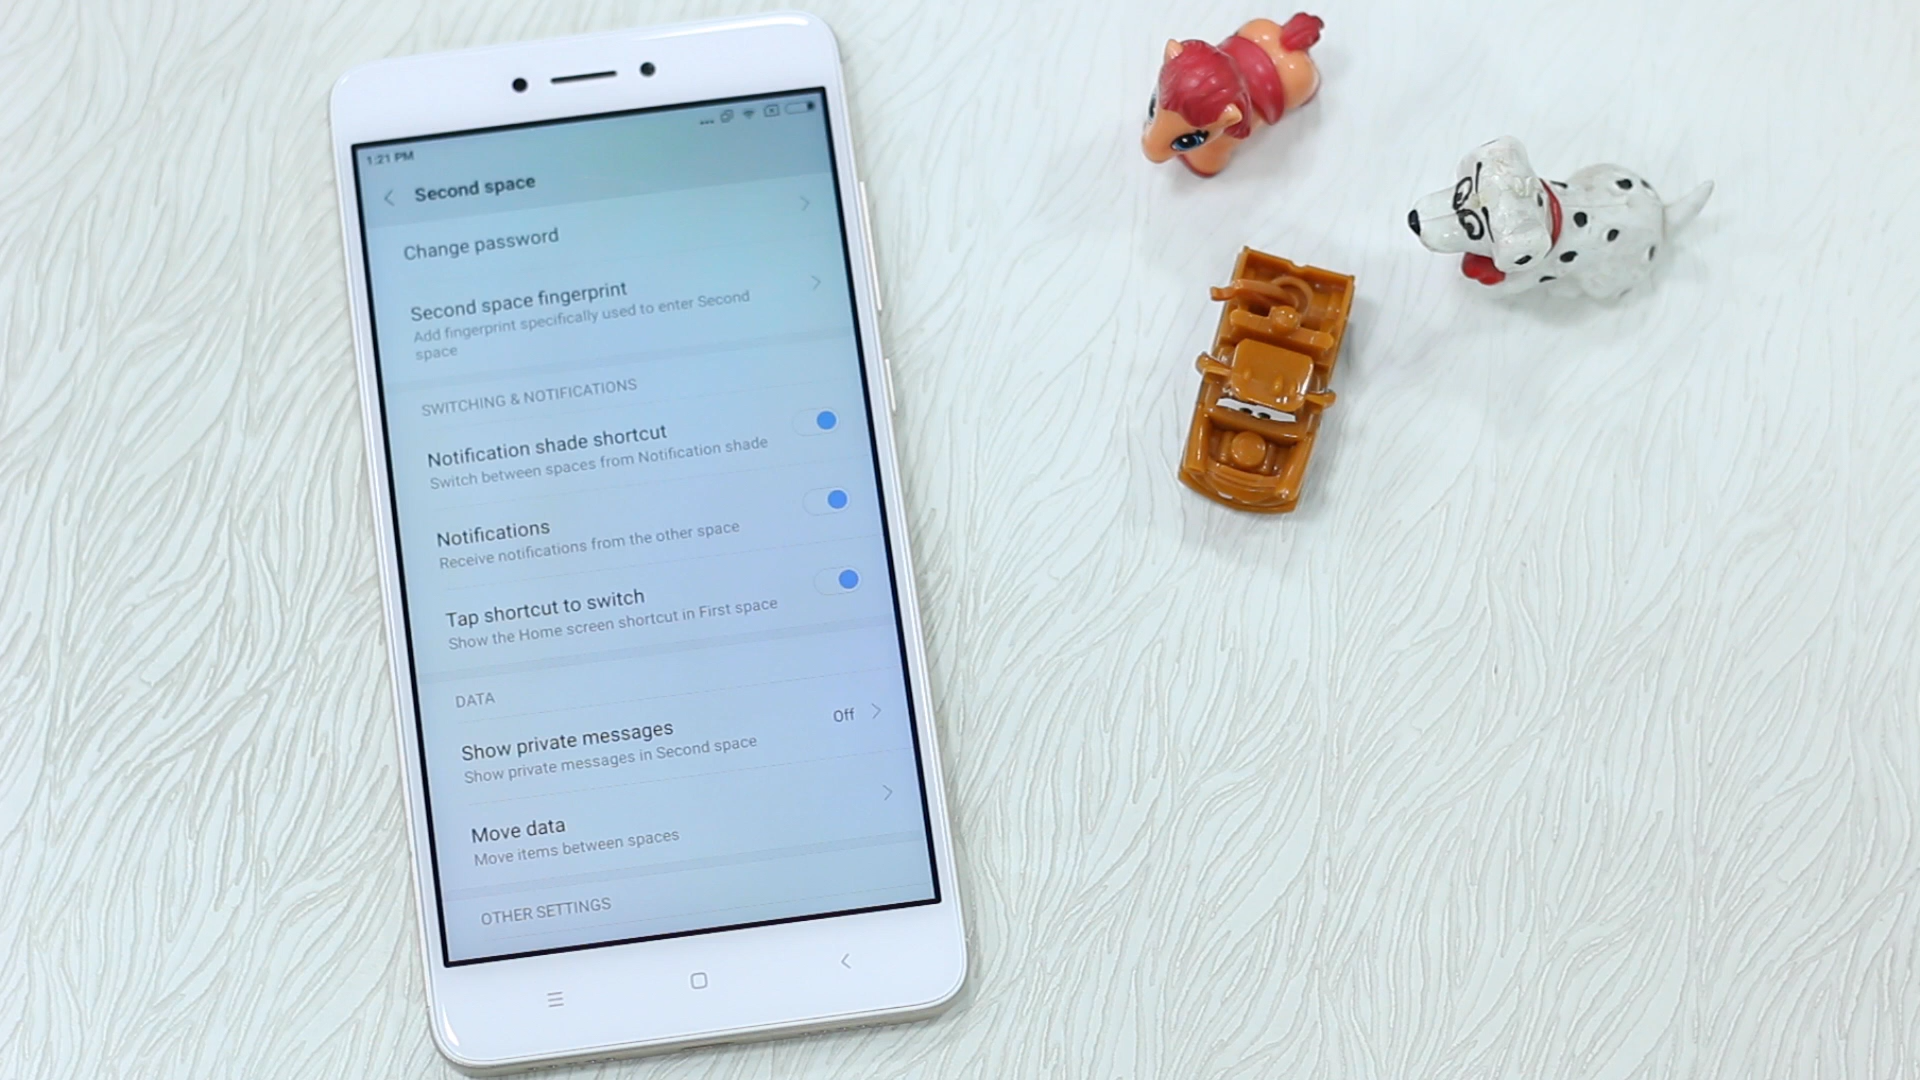 1:21 PM
Second space
Change password
Second space fingerprint
Add fingerprint specifically used to enter Second
space
SWITCHING & NOTIFICATIONS
Notification shade shortcut
Switch between spaces from Notification shade
Notifications
Receive notifications from the other space
Tap shortcut to switch
Show the Home screen shortcut in First space
DATA
Show private messages
Off
Show private messages in Second space
Move data
Move items between spaces
OTHER SETTINGS